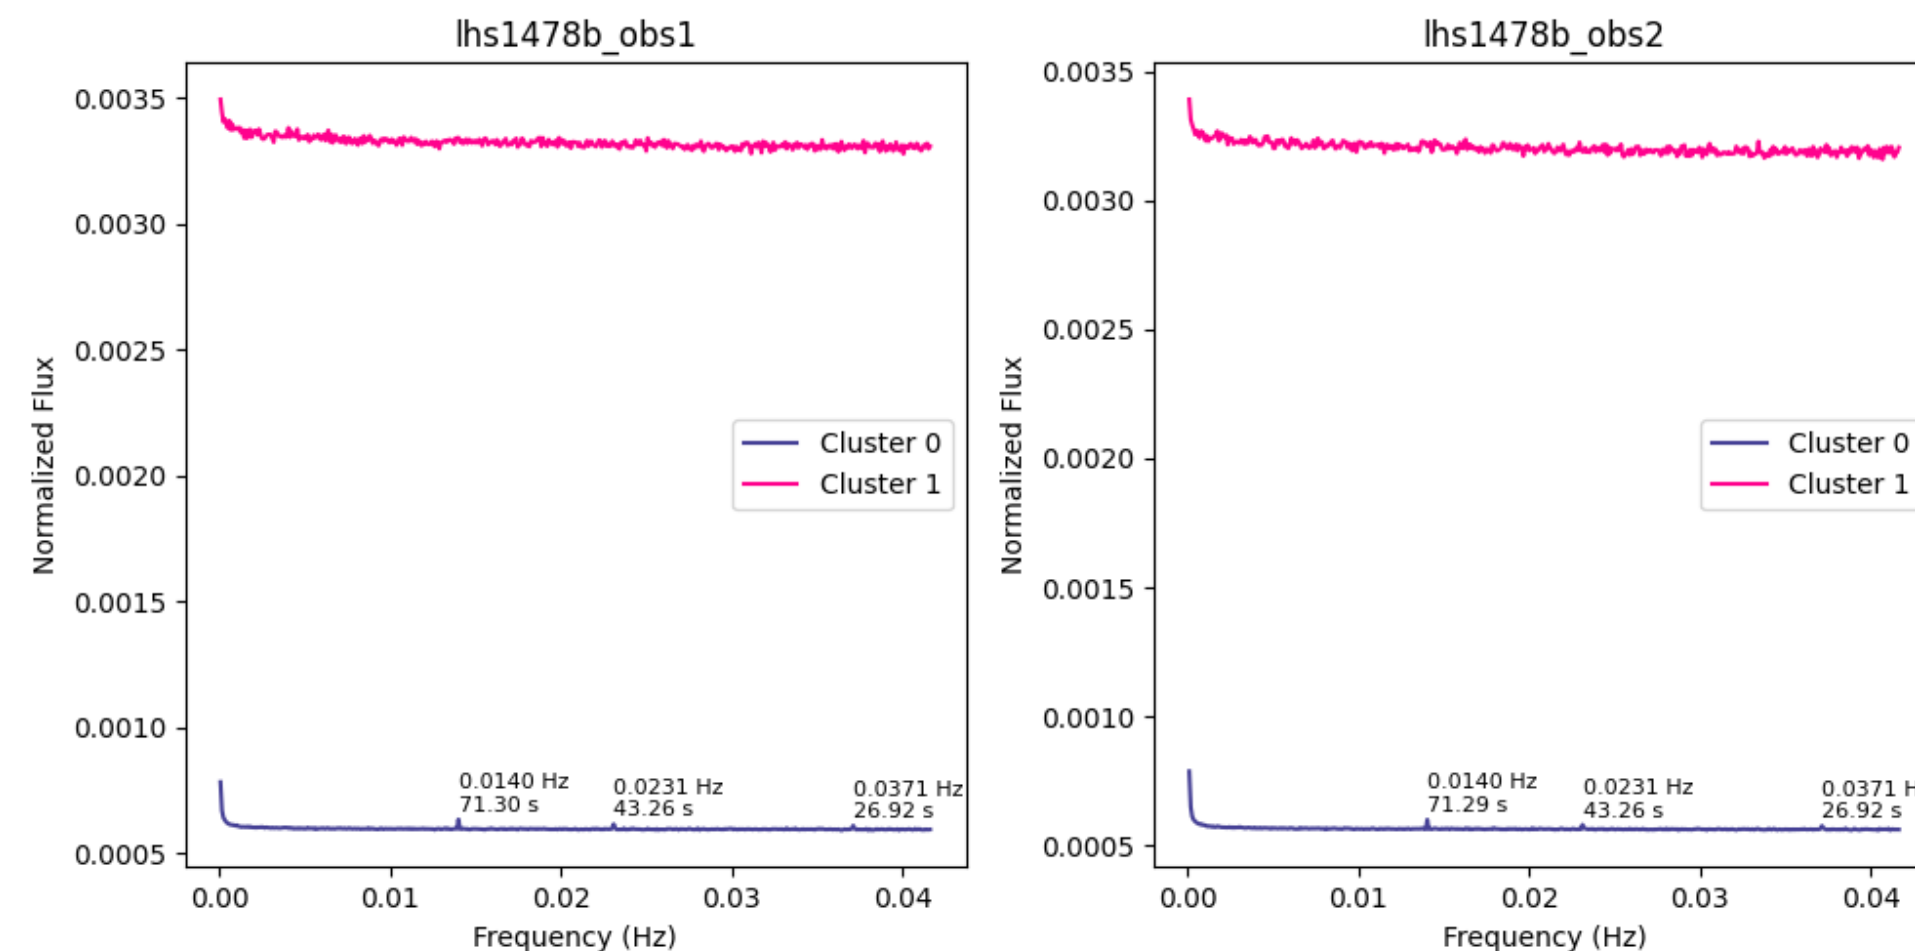 lhs1478b_obs1
0.0035
0.0030
0.0025
0.0020
0.0015
0.0010
0.0005
Normalized Flux
Cluster 0
Cluster 1
0.0140 Hz
71.30 s
0.0231 Hz
43.26 s
0.0371 Hz
26.92 s
0.00 0.01 0.02 0.03 0.04
Frequency (Hz)
lhs1478b_obs2
0.0035
0.0030
0.0025
0.0020
0.0015
0.0010
0.0005
Normalized Flux
Cluster 0
Cluster 1
0.0140 Hz
71.29 s
0.0231 Hz
43.26 s
0.0371 H
26.92 s
0.00 0.01 0.02 0.03 0.04
Frequency (Hz)